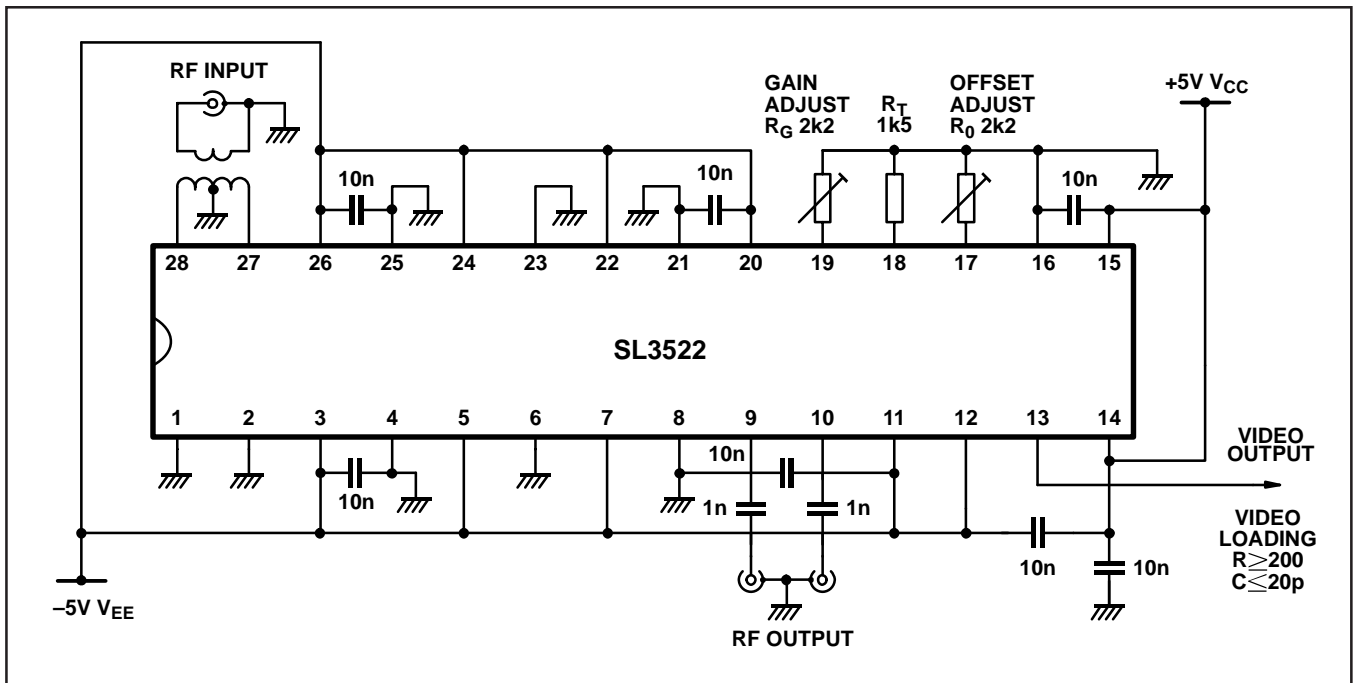 RF INPUT
GAIN
ADJUST
R_G 2k2
R_T
1k5
OFFSET
ADJUST
R_0 2k2
+5V V_CC
10n
10n
10n
28 27 26 25 24 23 22 21 20 19 18 17 16 15
SL3522
1 2 3 4 5 6 7 8 9 10 11 12 13 14
10n
10n
1n
1n
10n
10n
VIDEO
OUTPUT
VIDEO
LOADING
R≥200
C≤20p
–5V V_EE
RF OUTPUT